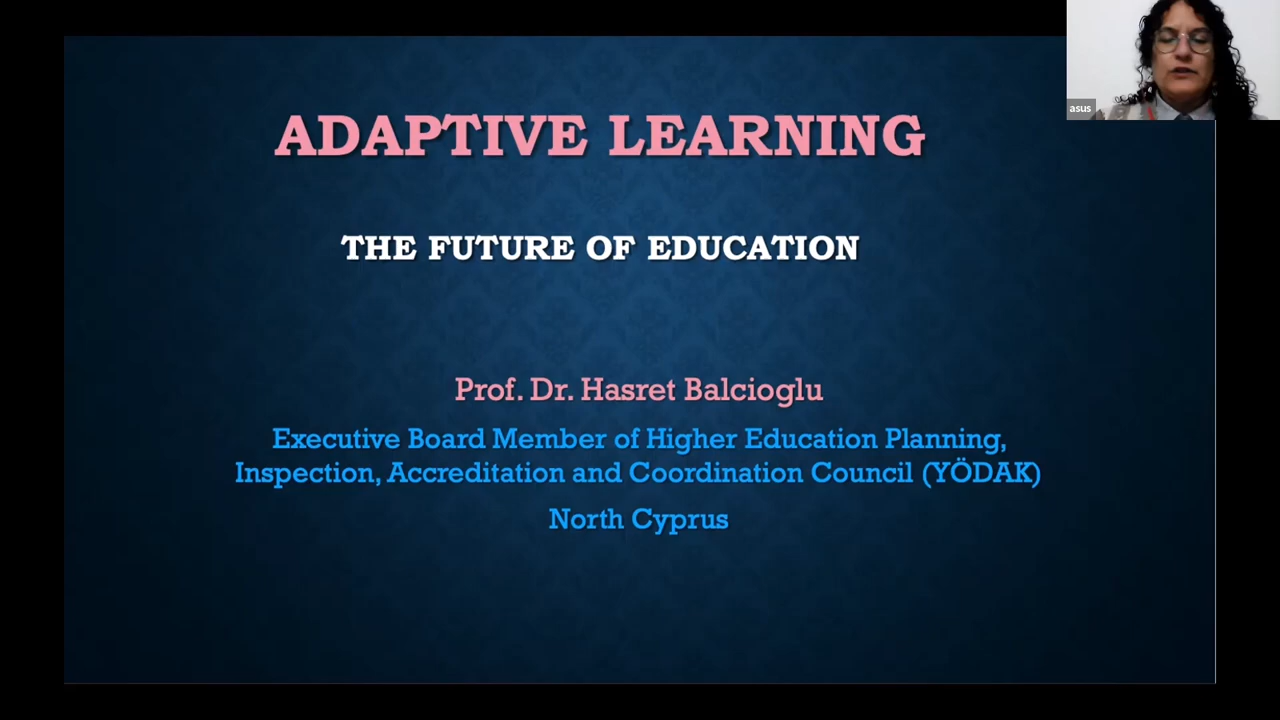 ADAPTIVE LEARNING
THE FUTURE OF EDUCATION
Prof. Dr. Hasret Balcioglu
Executive Board Member of Higher Education Planning,
Inspection, Accreditation and Coordination Council (YÖDAK)
North Cyprus
asus